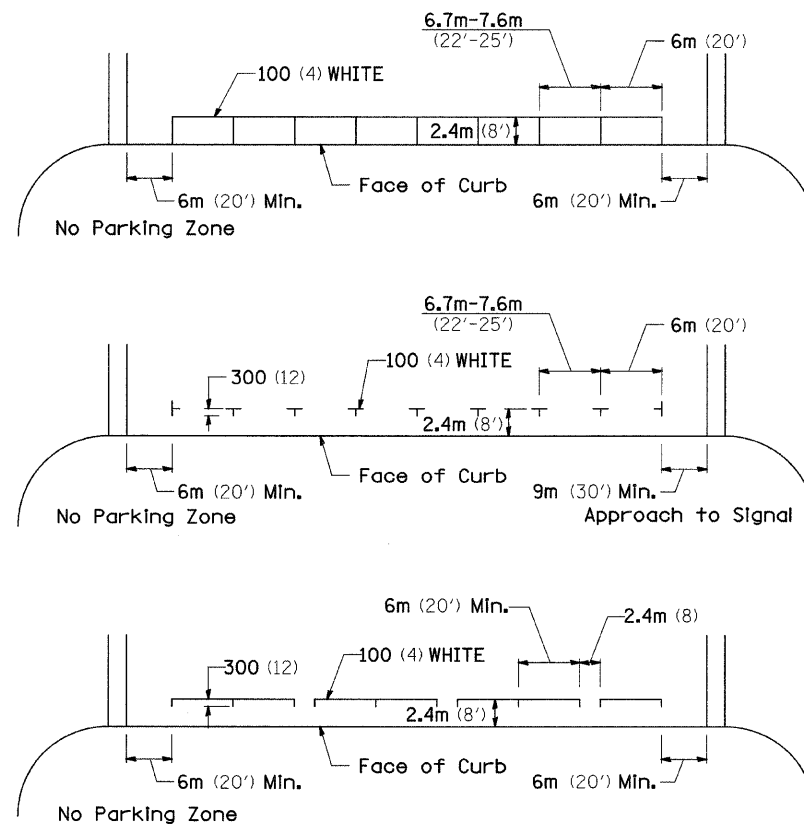 6.7m-7.6m
(22'-25')
6m (20')
100 (4) WHITE
2.4m (8')
Face of Curb
6m (20') Min.
6m (20') Min.
No Parking Zone
6.7m-7.6m
(22'-25')
6m (20')
100 (4) WHITE
300 (12)
2.4m (8')
Face of Curb
6m (20') Min.
9m (30') Min.
No Parking Zone
Approach to Signal
6m (20') Min.
2.4m (8)
300 (12)
100 (4) WHITE
2.4m (8')
Face of Curb
6m (20') Min.
6m (20') Min.
No Parking Zone